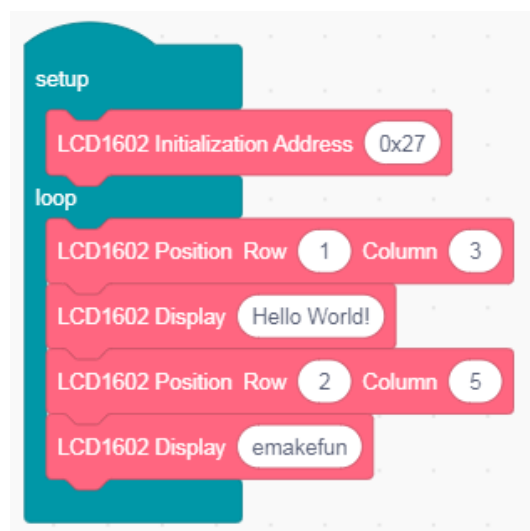 setup
LCD1602 Initialization Address 0x27
loop
LCD1602 Position Row 1 Column 3
LCD1602 Display Hello World!
LCD1602 Position Row 2 Column 5
LCD1602 Display emakefun